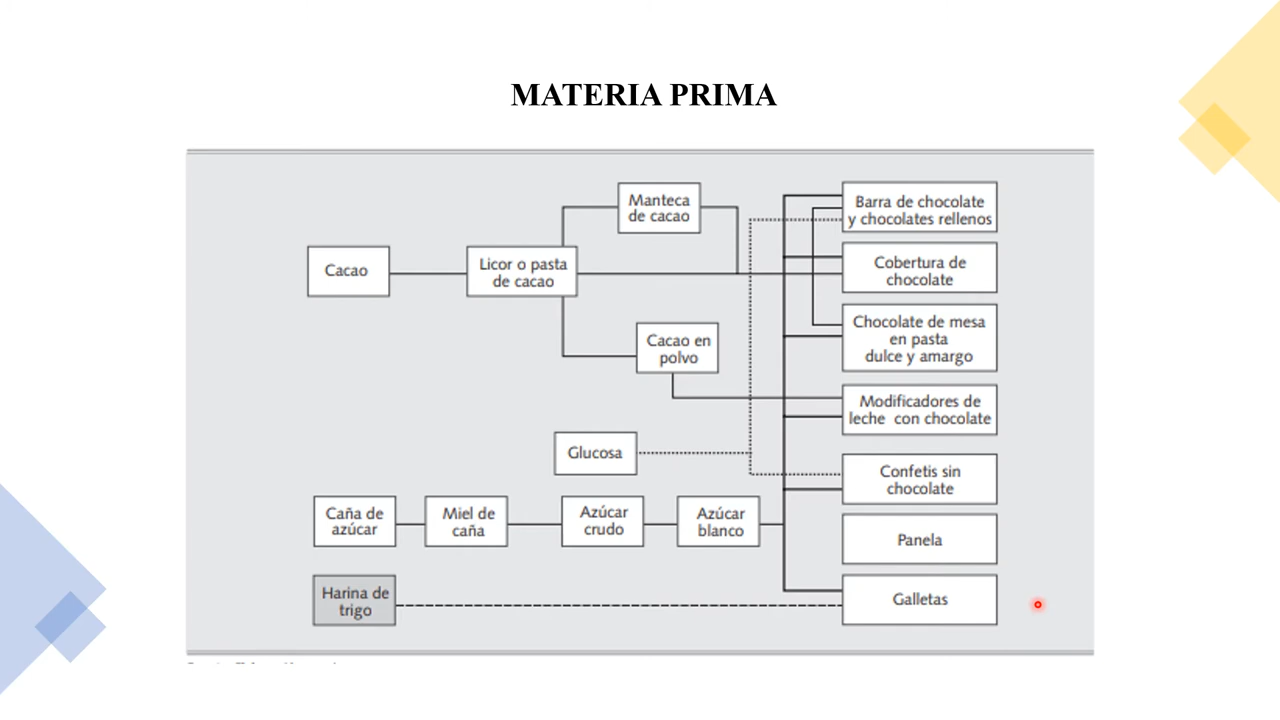 MATERIA PRIMA
Manteca
de cacao
Barra de chocolate
y chocolates rellenos
Cacao
Licor o pasta
de cacao
Cobertura de
chocolate
Cacao en
polvo
Chocolate de mesa
en pasta
dulce y amargo
Modificadores de
leche con chocolate
Glucosa
Confetis sin
chocolate
Caña de
azúcar
Miel de
caña
Azúcar
crudo
Azúcar
blanco
Panela
Harina de
trigo
Galletas